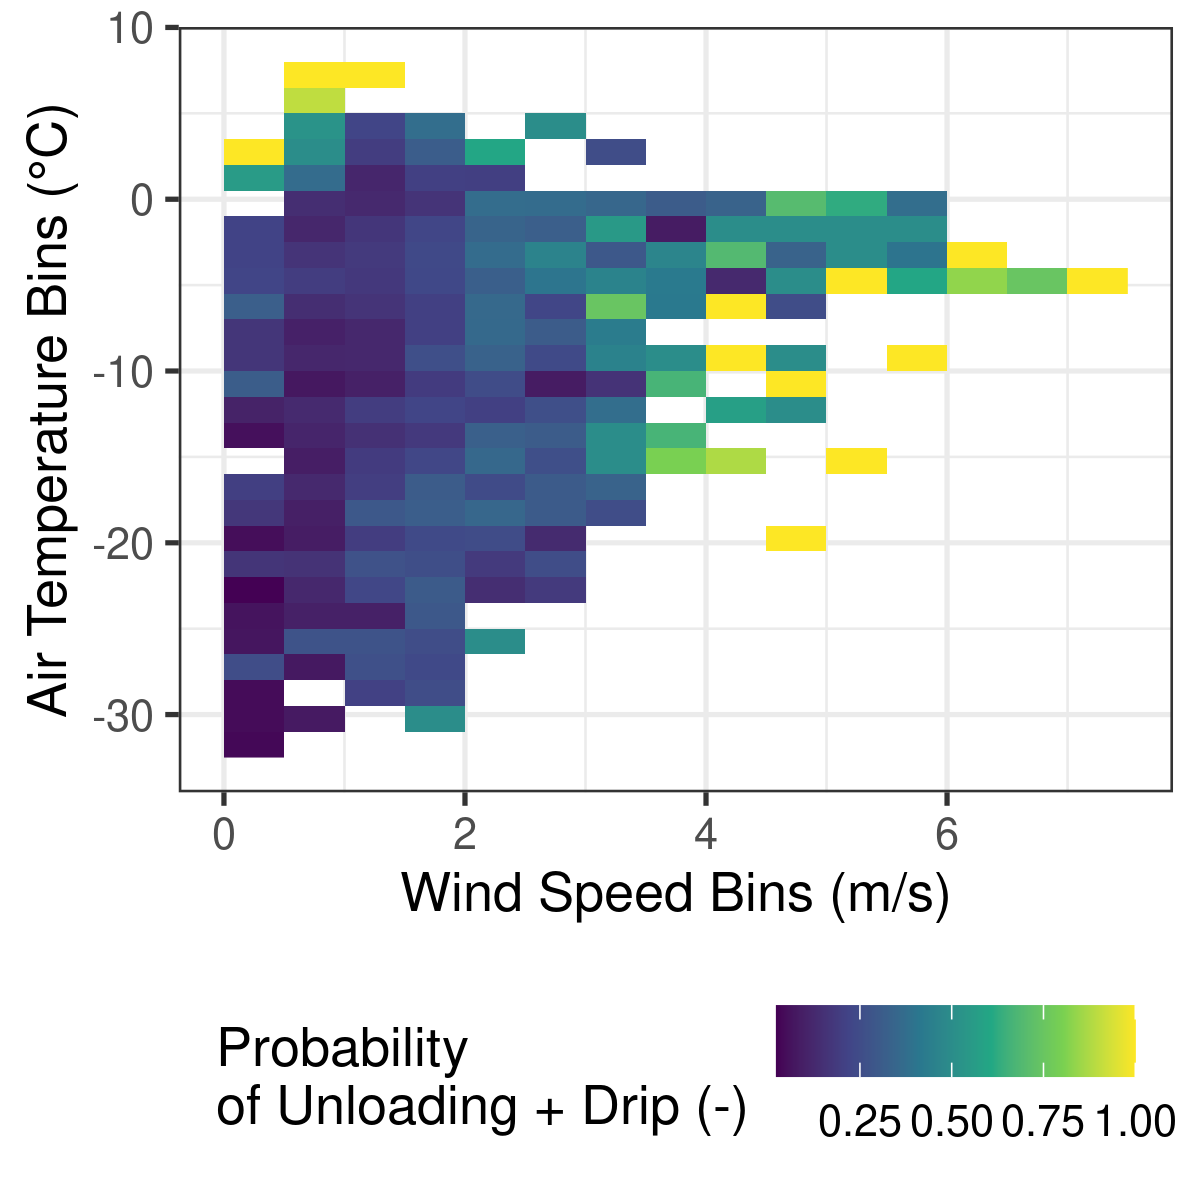 10
0
-10
-20
-30
Air Temperature Bins (°C)
0 2 4 6
Wind Speed Bins (m/s)
Probability
of Unloading + Drip (-)
0.25 0.50 0.75 1.00